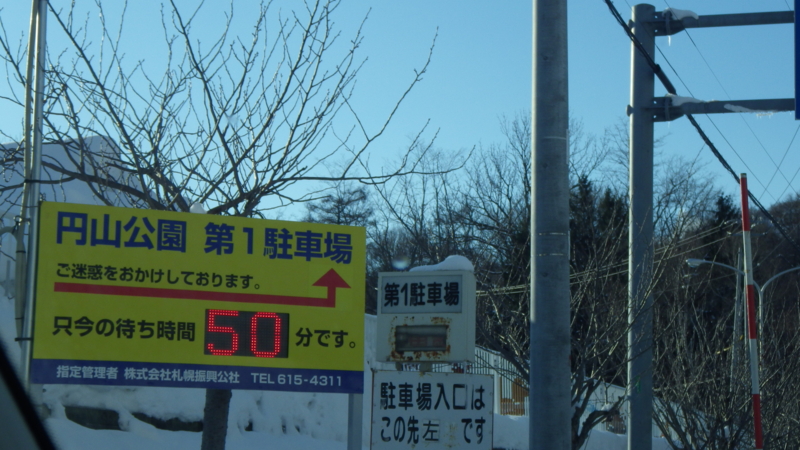 円山公園 第1駐車場
ご迷惑をおかけしております。
只今の待ち時間 50 分です。
指定管理者 株式会社札幌振興公社 TEL 615-4311
第1駐車場
駐車場入口は
この先左 です